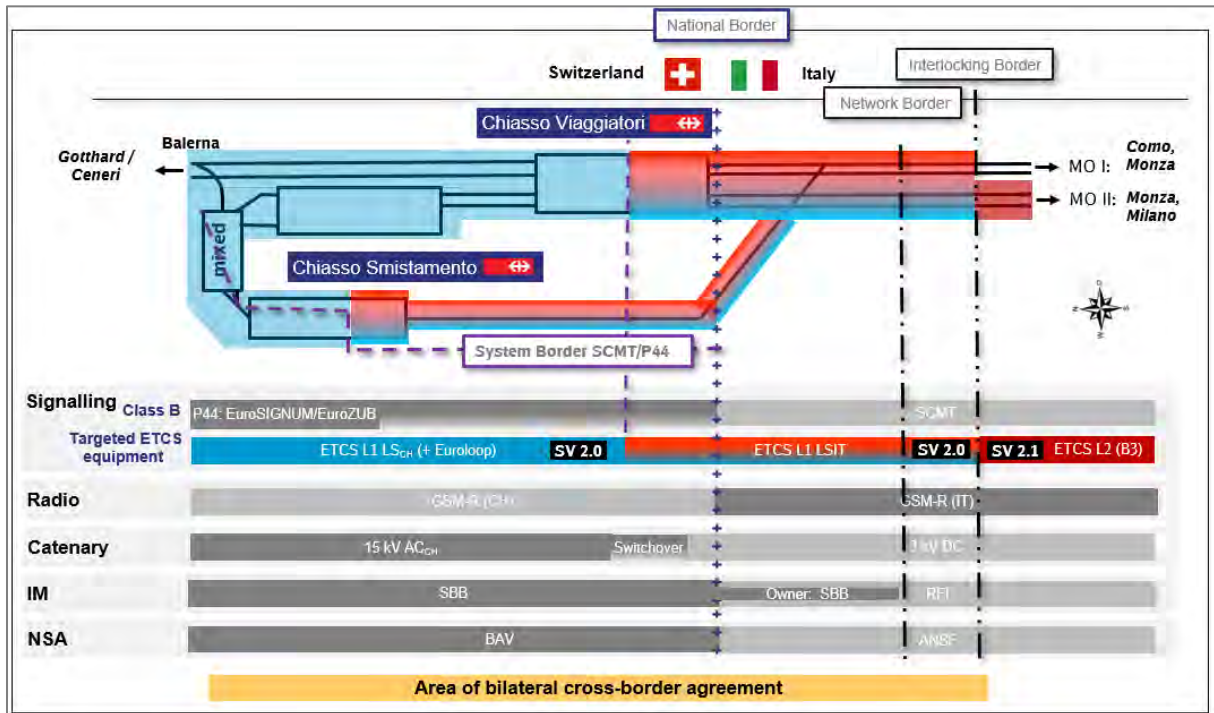 National Border
Switzerland
Italy
Interlocking Border
Network Border
Chiasso Viaggiatori
Gotthard /
Ceneri
Balerna
MO I:
Como,
Monza
MO II:
Monza,
Milano
mixed
Chiasso Smistamento
System Border SCMT/P44
Signalling
Class B
P44: EuroSIGNUM/EuroZUB
SCMT
Targeted ETCS
equipment
ETCS L1 LSCH (+ Euroloop)
SV 2.0
ETCS L1 LSIT
SV 2.0
SV 2.1
ETCS L2 (B3)
Radio
GSM-R (CH)
GSM-R (IT)
Catenary
15 kV ACCH
Switchover
3 kV DC
IM
SBB
Owner: SBB
RFI
NSA
BAV
ANSF
Area of bilateral cross-border agreement